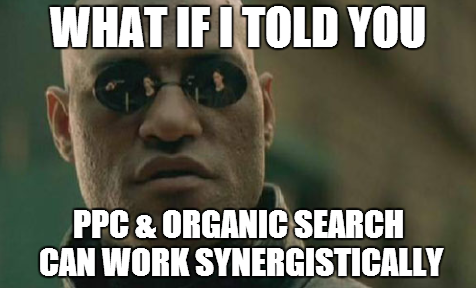 WHAT IF I TOLD YOU
PPC & ORGANIC SEARCH
CAN WORK SYNERGISTICALLY